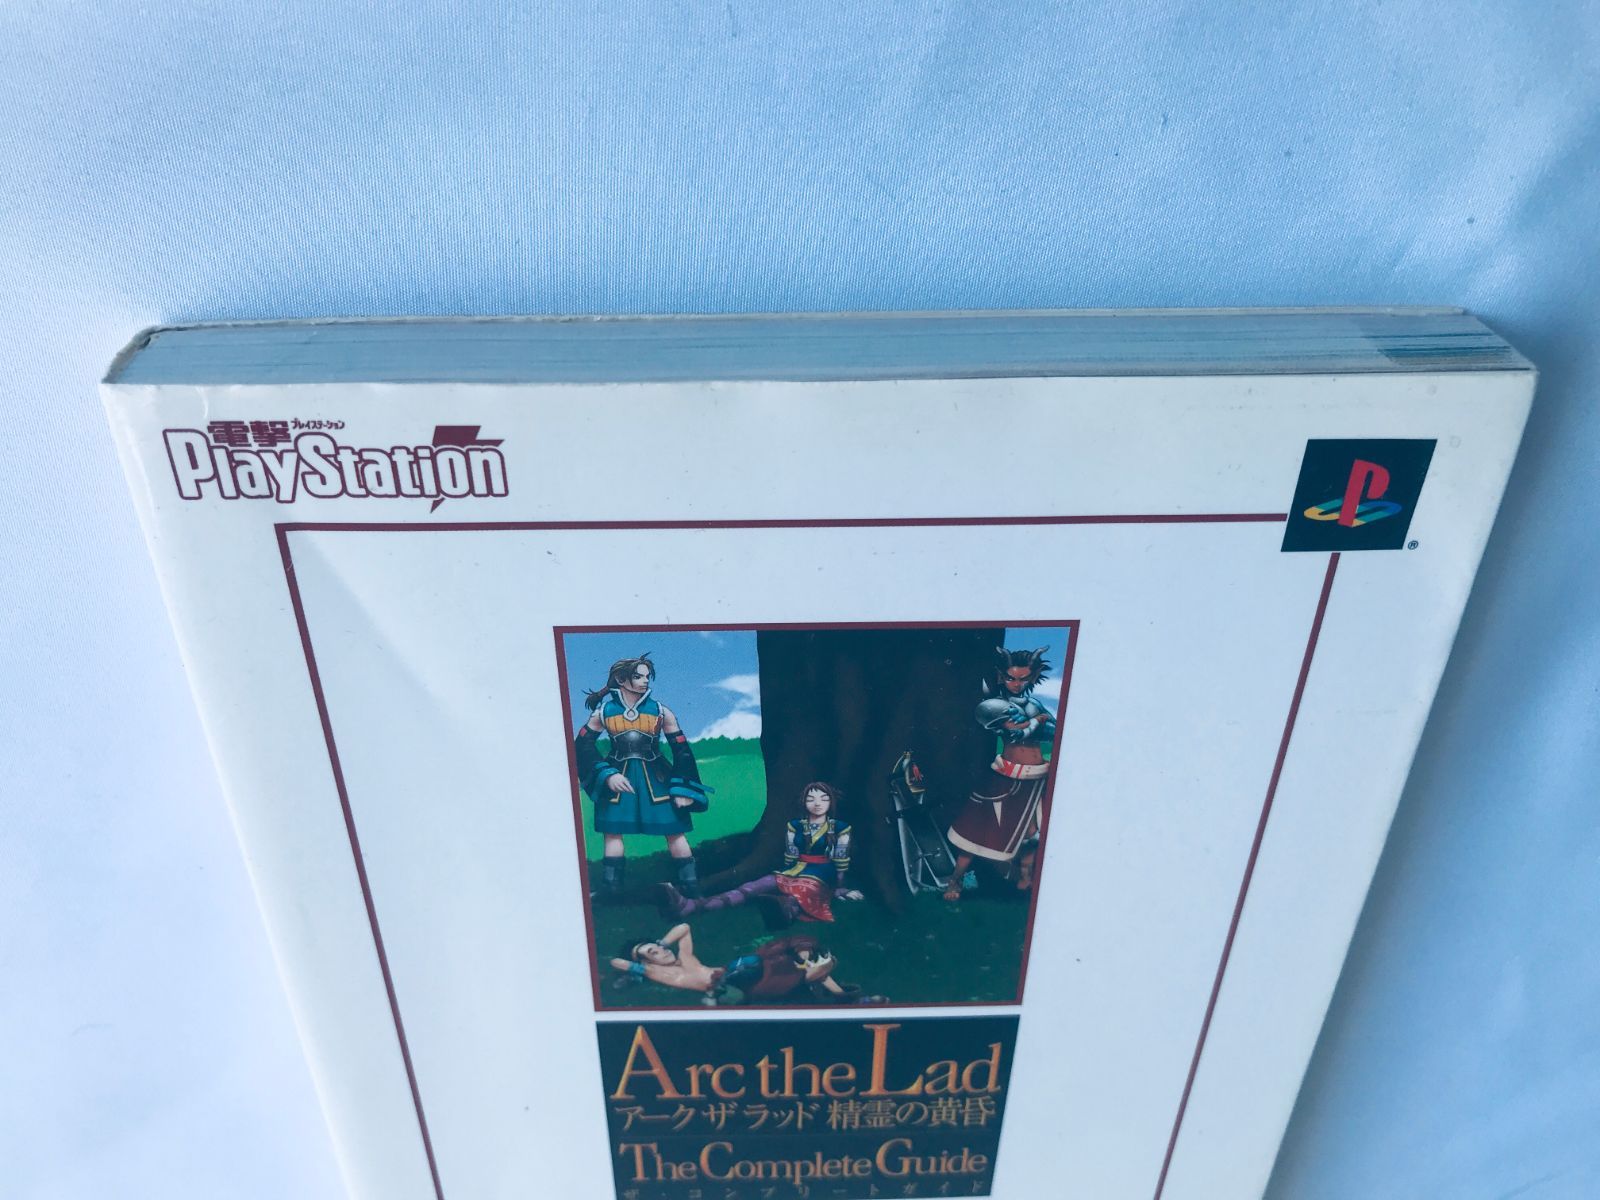 電撃プレイステーション
PlayStation
®
Arc the Lad
アーク ザ ラッド 精霊の黄昏
The Complete Guide
ザ・コンプリートガイド